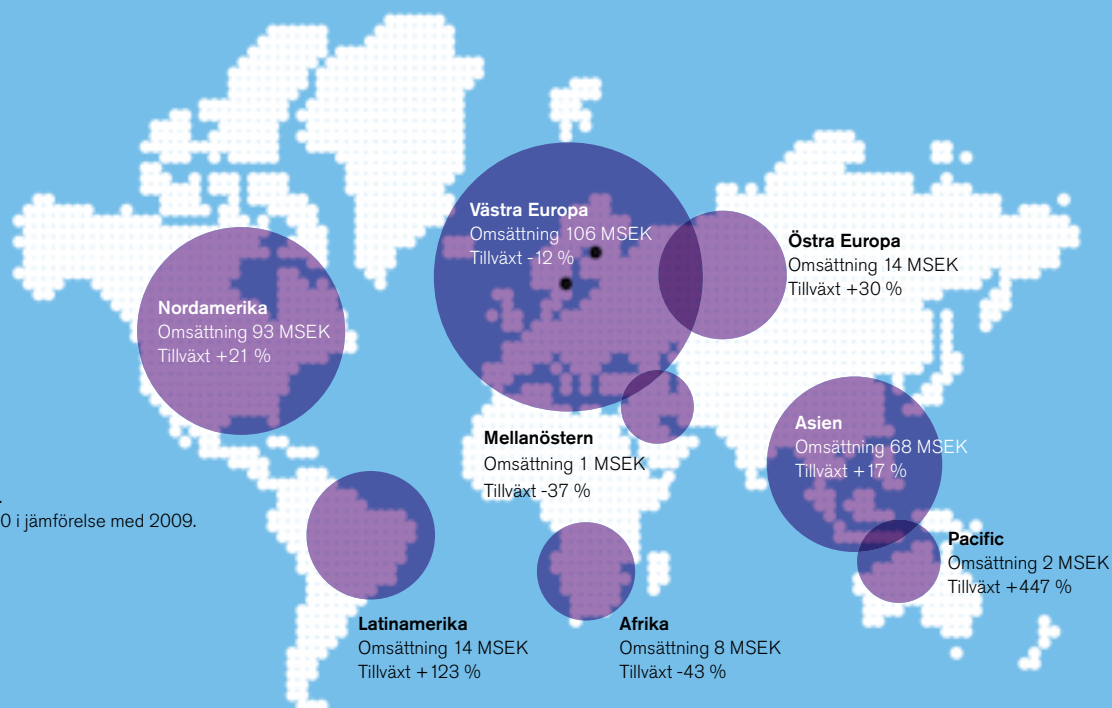 Västra Europa
Omsättning 106 MSEK
Tillväxt -12 %
Östra Europa
Omsättning 14 MSEK
Tillväxt +30 %
Nordamerika
Omsättning 93 MSEK
Tillväxt +21 %
Mellanöstern
Omsättning 1 MSEK
Tillväxt -37 %
Asien
Omsättning 68 MSEK
Tillväxt +17 %
0 i jämförelse med 2009.
Pacific
Omsättning 2 MSEK
Tillväxt +447 %
Latinamerika
Omsättning 14 MSEK
Tillväxt +123 %
Afrika
Omsättning 8 MSEK
Tillväxt -43 %